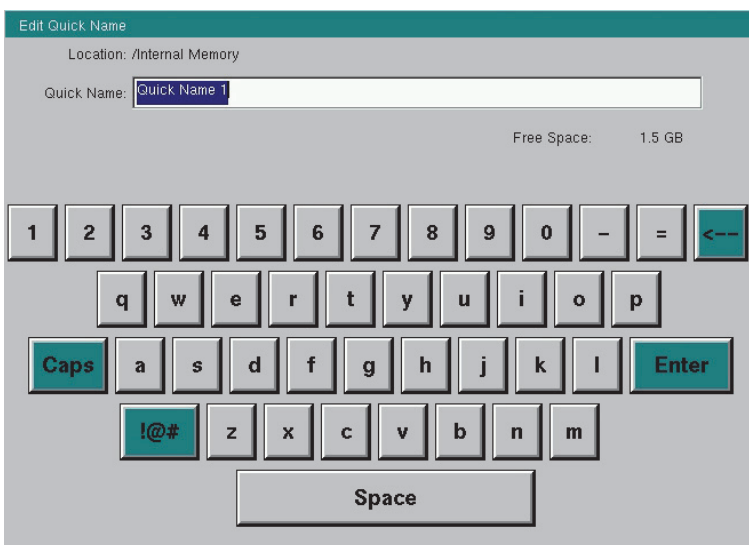 Edit Quick Name
Location: /Internal Memory
Quick Name: Quick Name 1
Free Space: 1.5 GB
1 2 3 4 5 6 7 8 9 0 – = <--
q w e r t y u i o p
Caps a s d f g h j k l Enter
!@# z x c v b n m
Space